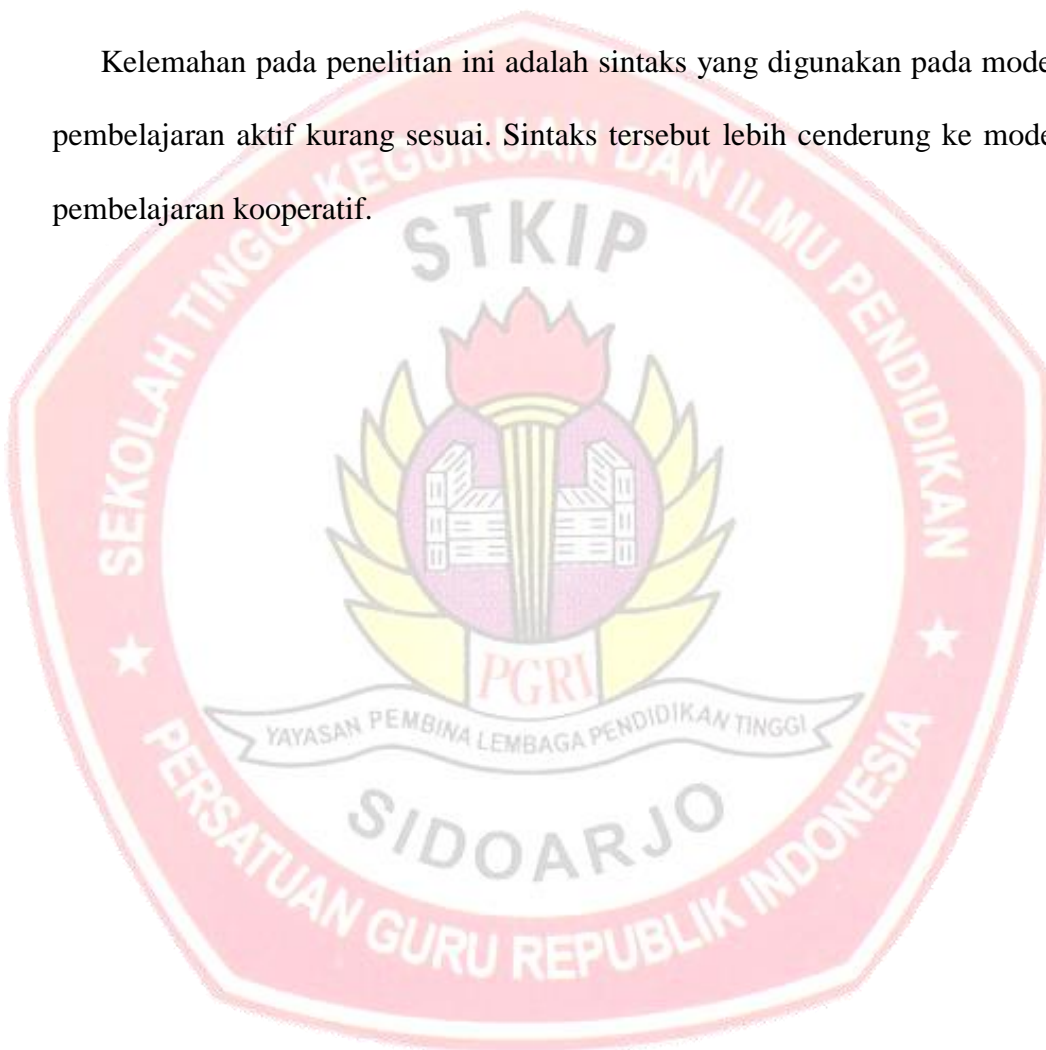 Kelemahan pada penelitian ini adalah sintaks yang digunakan pada mode
pembelajaran aktif kurang sesuai. Sintaks tersebut lebih cenderung ke mode
pembelajaran kooperatif.
SEKOLAH TINGGI KEGURUAN DAN ILMU PENDIDIKAN
STKIP
PGRI
YAYASAN PEMBINA LEMBAGA PENDIDIKAN TINGGI
SIDOARJO
PERSATUAN GURU REPUBLIK INDONESIA